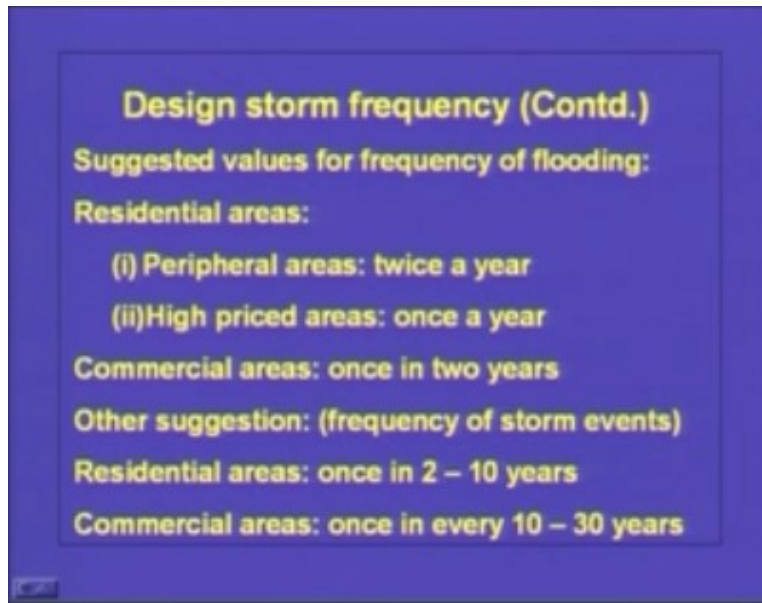 Design storm frequency (Contd.)
Suggested values for frequency of flooding:
Residential areas:
(i) Peripheral areas: twice a year
(ii)High priced areas: once a year
Commercial areas: once in two years
Other suggestion: (frequency of storm events)
Residential areas: once in 2 – 10 years
Commercial areas: once in every 10 – 30 years